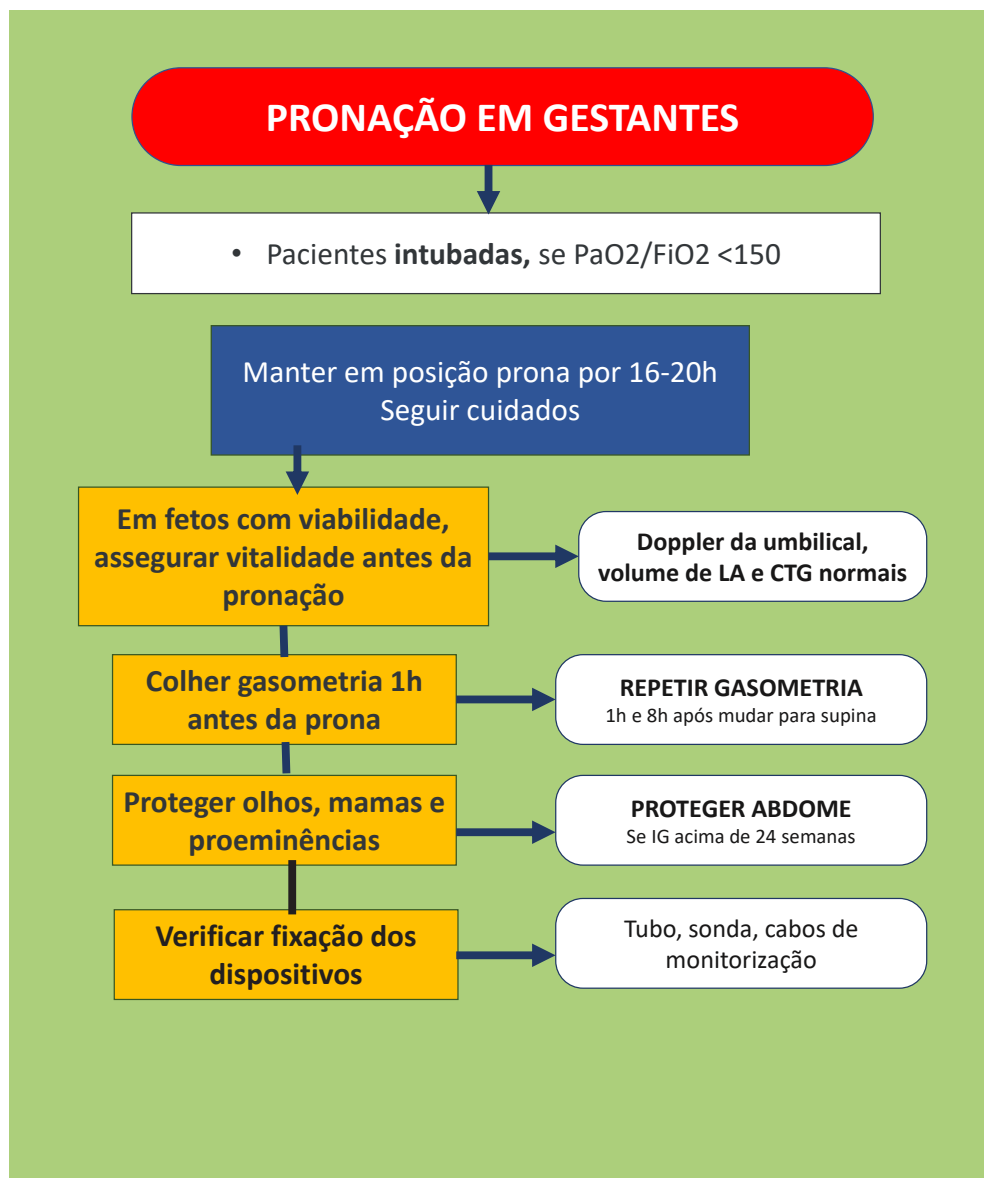 PRONAÇÃO EM GESTANTES
• Pacientes intubadas, se PaO2/FiO2 <150
Manter em posição prona por 16-20h
Seguir cuidados
Em fetos com viabilidade,
assegurar vitalidade antes da
pronação
Doppler da umbilical,
volume de LA e CTG normais
Colher gasometria 1h
antes da prona
REPETIR GASOMETRIA
1h e 8h após mudar para supina
Proteger olhos, mamas e
proeminências
PROTEGER ABDOME
Se IG acima de 24 semanas
Verificar fixação dos
dispositivos
Tubo, sonda, cabos de
monitorização